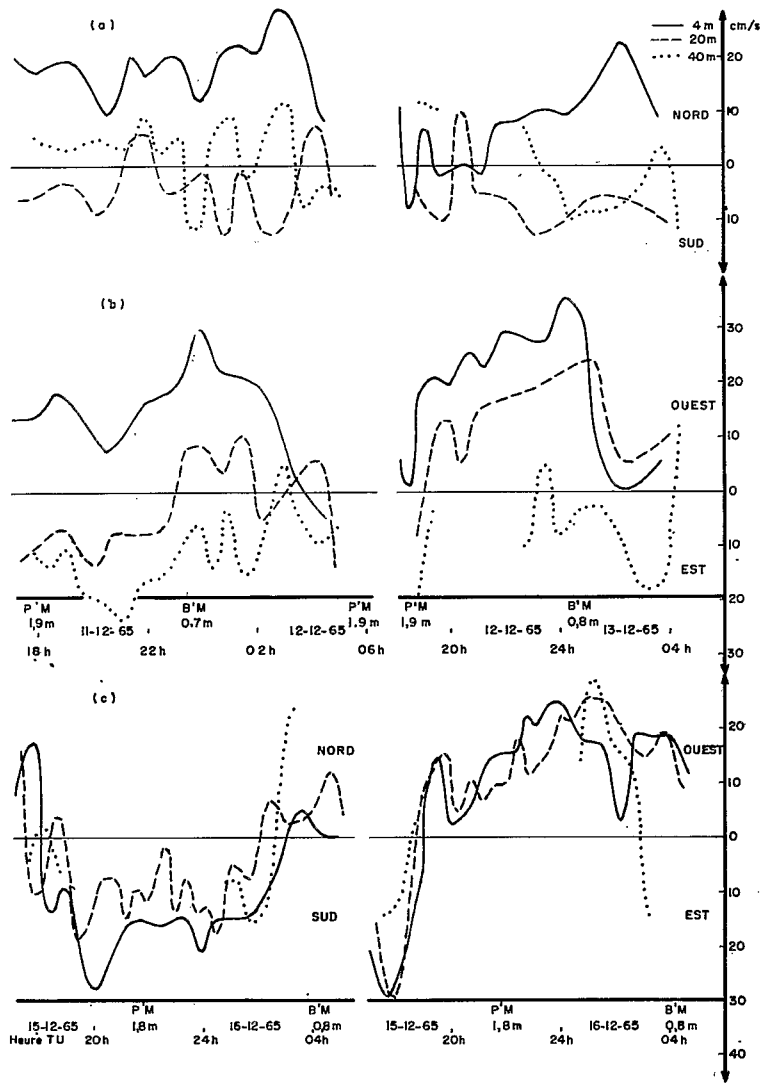 (a)
4 m cm/s
20m
40m
20
NORD
10
0
10
SUD
(b)
30
20
OUEST
10
0
10
EST
P'M B'M P'M P'M B'M
20
1,9 m 0,7m 1,9 m 1,9 m 0,8 m
11-12-65 12-12-65 12-12-65 13-12-65
18h 22h 02h 06h 20h 24h 04h
30
(c)
20
NORD OUEST
10
0
10
SUD EST
20
30
P'M B'M P'M B'M
15-12-65 1,8m 16-12-65 0,8m 15-12-65 1,8m 16-12-65 0,8m
Heure TU 20h 24h 04h 20h 24h 04h
40